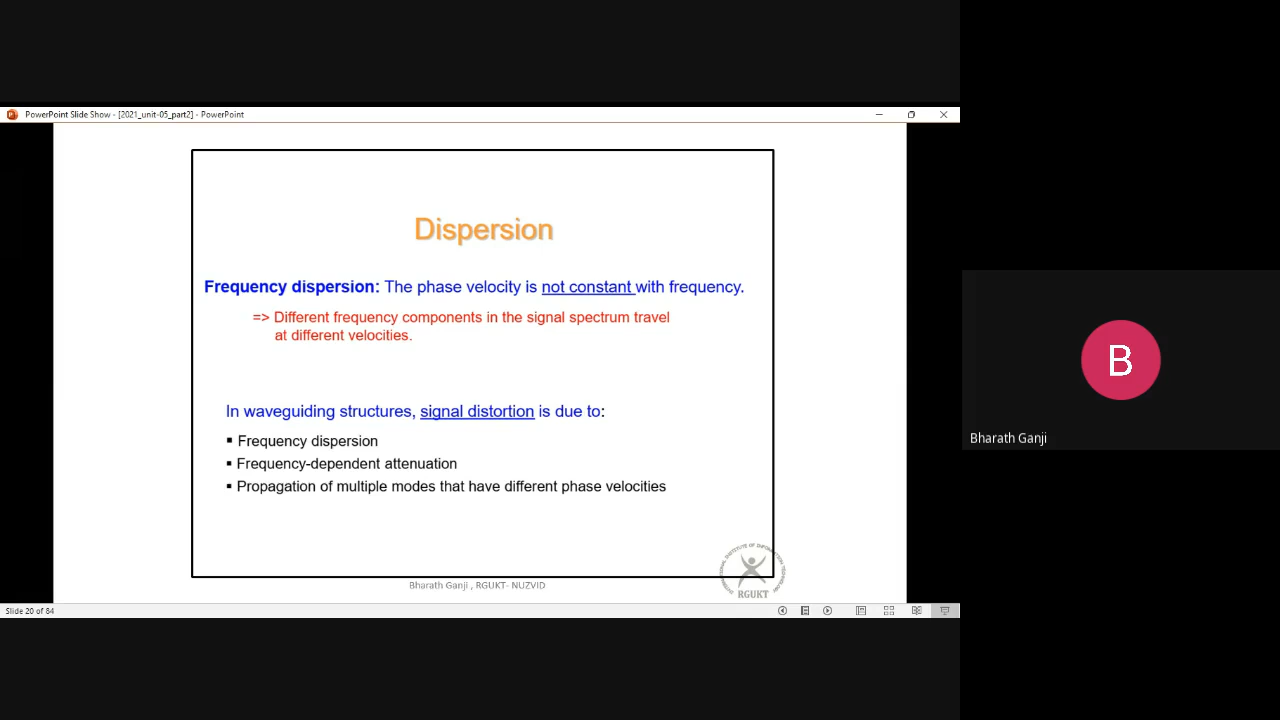 PowerPoint Slide Show - [2021_unit-05_part2] - PowerPoint
Dispersion
Frequency dispersion: The phase velocity is not constant with frequency.
=> Different frequency components in the signal spectrum travel
at different velocities.
In waveguiding structures, signal distortion is due to:
▪ Frequency dispersion
▪ Frequency-dependent attenuation
▪ Propagation of multiple modes that have different phase velocities
RGUKT
Bharath Ganji , RGUKT- NUZVID
Slide 20 of 84
B
Bharath Ganji